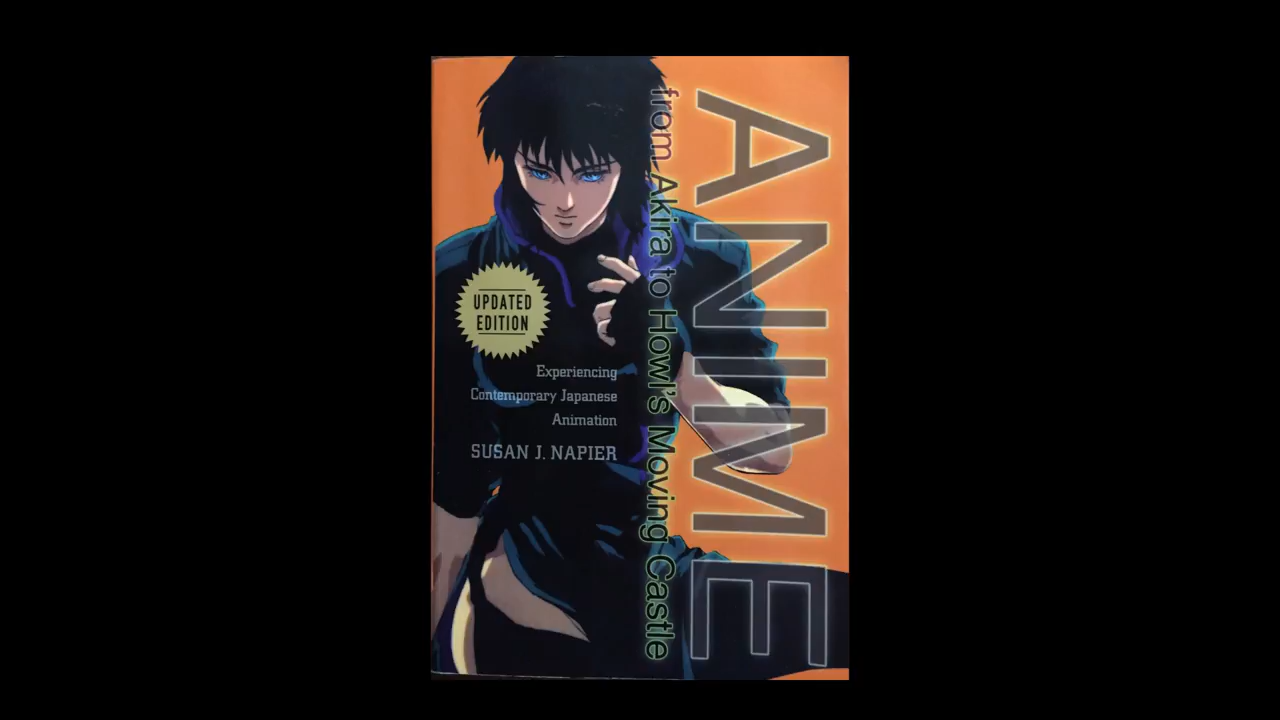 ANIME
from Akira to Howl's Moving Castle
UPDATED
EDITION
Experiencing
Contemporary Japanese
Animation
SUSAN J. NAPIER